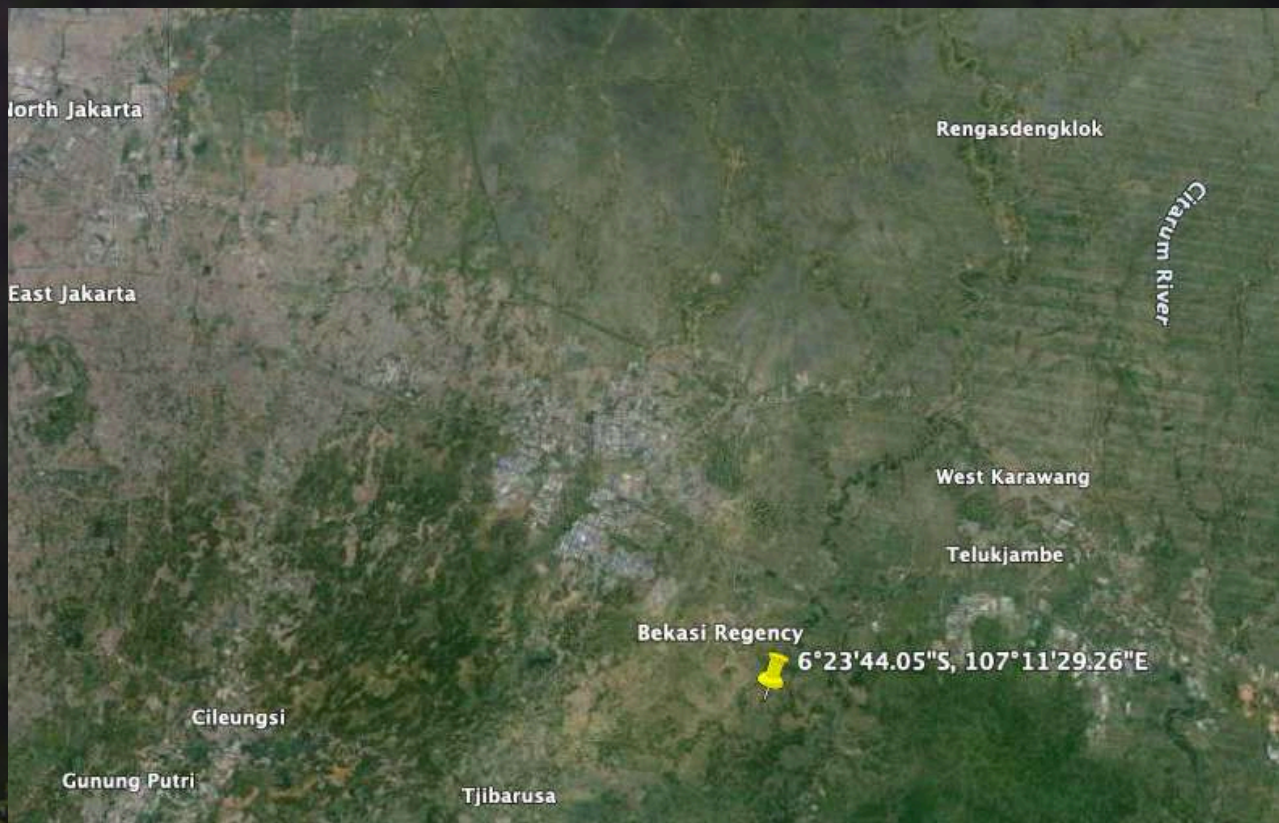 North Jakarta
Rengasdengklok
Citarum River
East Jakarta
West Karawang
Telukjambe
Bekasi Regency
6°23'44.05"S, 107°11'29.26"E
Cileungsi
Gunung Putri
Tjibarusa